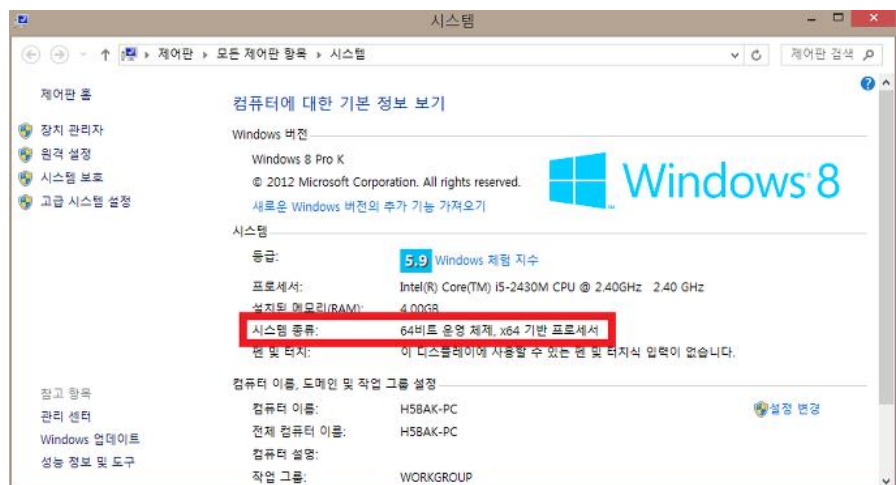 시스템
제어판 ▸ 모든 제어판 항목 ▸ 시스템
제어판 검색
제어판 홈
장치 관리자
원격 설정
시스템 보호
고급 시스템 설정
컴퓨터에 대한 기본 정보 보기
Windows 버전
Windows 8 Pro K
© 2012 Microsoft Corporation. All rights reserved.
새로운 Windows 버전의 추가 기능 가져오기
Windows 8
시스템
등급: 5.9 Windows 체험 지수
프로세서: Intel(R) Core(TM) i5-2430M CPU @ 2.40GHz 2.40 GHz
설치된 메모리(RAM): 4.00GB
시스템 종류: 64비트 운영 체제, x64 기반 프로세서
펜 및 터치: 이 디스플레이에 사용할 수 있는 펜 및 터치식 입력이 없습니다.
컴퓨터 이름, 도메인 및 작업 그룹 설정
컴퓨터 이름: H58AK-PC
설정 변경
전체 컴퓨터 이름: H58AK-PC
컴퓨터 설명:
작업 그룹: WORKGROUP
참고 항목
관리 센터
Windows 업데이트
성능 정보 및 도구